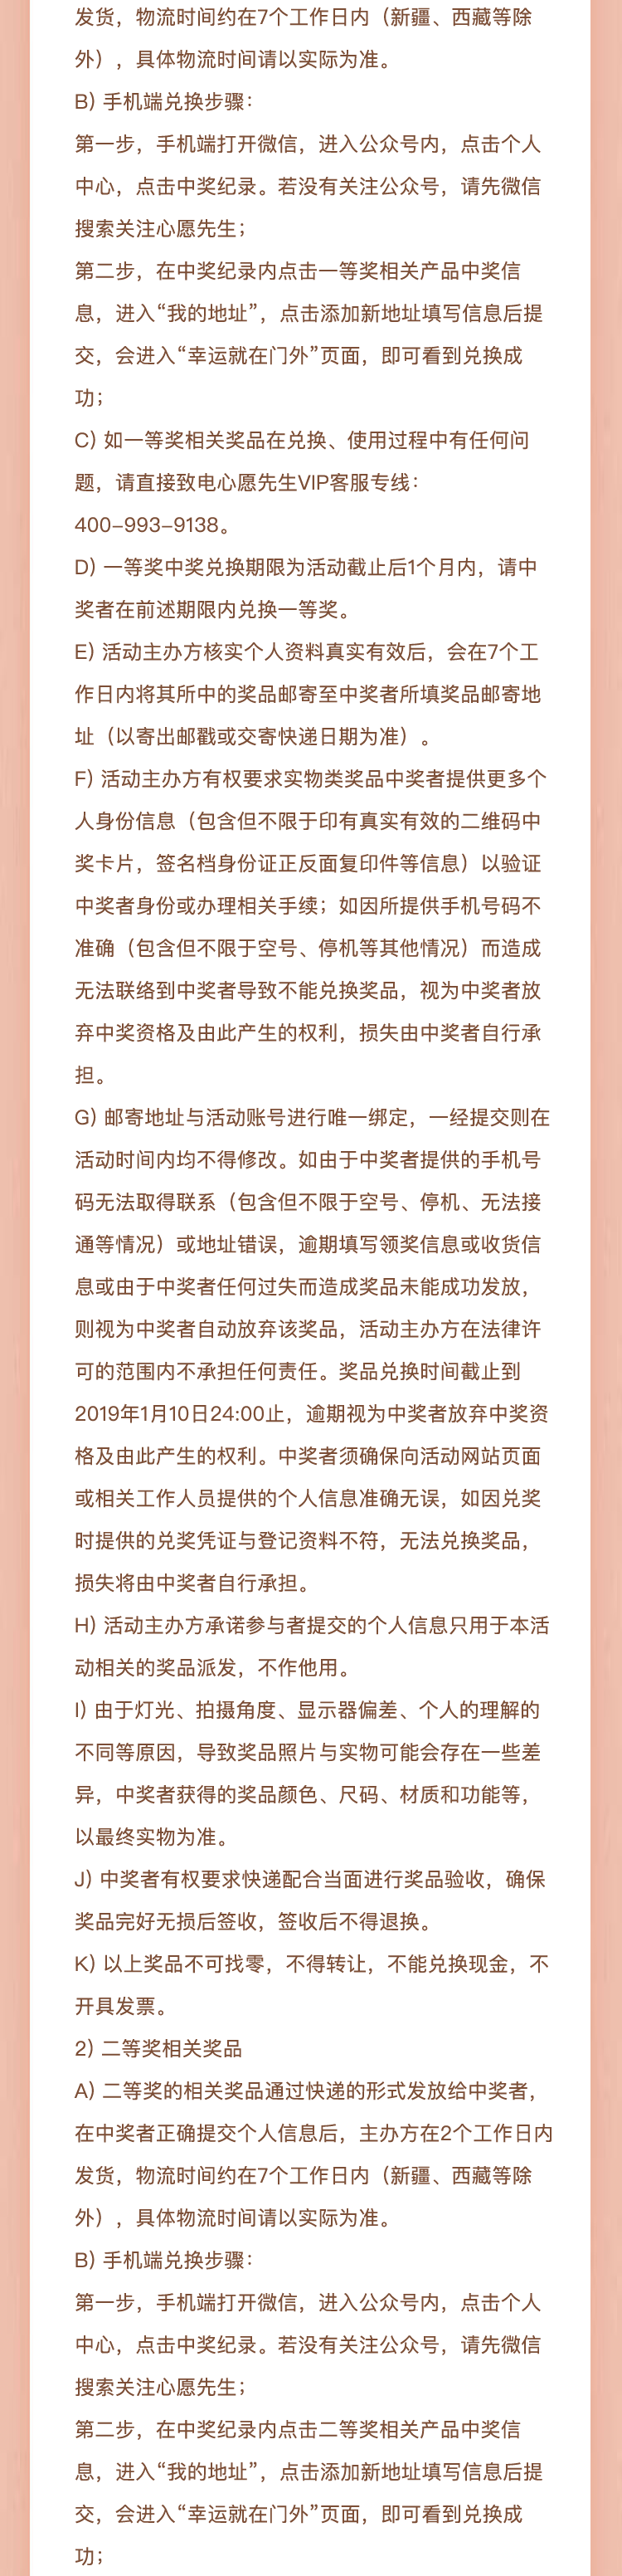 发货，物流时间约在7个工作日内（新疆、西藏等除
外），具体物流时间请以实际为准。
B) 手机端兑换步骤：
第一步，手机端打开微信，进入公众号内，点击个人
中心，点击中奖纪录。若没有关注公众号，请先微信
搜索关注心愿先生；
第二步，在中奖纪录内点击一等奖相关产品中奖信
息，进入“我的地址”，点击添加新地址填写信息后提
交，会进入“幸运就在门外”页面，即可看到兑换成
功；
C) 如一等奖相关奖品在兑换、使用过程中有任何问
题，请直接致电心愿先生VIP客服专线：
400-993-9138。
D) 一等奖中奖兑换期限为活动截止后1个月内，请中
奖者在前述期限内兑换一等奖。
E) 活动主办方核实个人资料真实有效后，会在7个工
作日内将其所中的奖品邮寄至中奖者所填奖品邮寄地
址（以寄出邮戳或交寄快递日期为准）。
F) 活动主办方有权要求实物类奖品中奖者提供更多个
人身份信息（包含但不限于印有真实有效的二维码中
奖卡片，签名档身份证正反面复印件等信息）以验证
中奖者身份或办理相关手续；如因所提供手机号码不
准确（包含但不限于空号、停机等其他情况）而造成
无法联络到中奖者导致不能兑换奖品，视为中奖者放
弃中奖资格及由此产生的权利，损失由中奖者自行承
担。
G) 邮寄地址与活动账号进行唯一绑定，一经提交则在
活动时间内均不得修改。如由于中奖者提供的手机号
码无法取得联系（包含但不限于空号、停机、无法接
通等情况）或地址错误，逾期填写领奖信息或收货信
息或由于中奖者任何过失而造成奖品未能成功发放，
则视为中奖者自动放弃该奖品，活动主办方在法律许
可的范围内不承担任何责任。奖品兑换时间截止到
2019年1月10日24:00止，逾期视为中奖者放弃中奖资
格及由此产生的权利。中奖者须确保向活动网站页面
或相关工作人员提供的个人信息准确无误，如因兑奖
时提供的兑奖凭证与登记资料不符，无法兑换奖品，
损失将由中奖者自行承担。
H) 活动主办方承诺参与者提交的个人信息只用于本活
动相关的奖品派发，不作他用。
I) 由于灯光、拍摄角度、显示器偏差、个人的理解的
不同等原因，导致奖品照片与实物可能会存在一些差
异，中奖者获得的奖品颜色、尺码、材质和功能等，
以最终实物为准。
J) 中奖者有权要求快递配合当面进行奖品验收，确保
奖品完好无损后签收，签收后不得退换。
K) 以上奖品不可找零，不得转让，不能兑换现金，不
开具发票。
2) 二等奖相关奖品
A) 二等奖的相关奖品通过快递的形式发放给中奖者，
在中奖者正确提交个人信息后，主办方在2个工作日内
发货，物流时间约在7个工作日内（新疆、西藏等除
外），具体物流时间请以实际为准。
B) 手机端兑换步骤：
第一步，手机端打开微信，进入公众号内，点击个人
中心，点击中奖纪录。若没有关注公众号，请先微信
搜索关注心愿先生；
第二步，在中奖纪录内点击二等奖相关产品中奖信
息，进入“我的地址”，点击添加新地址填写信息后提
交，会进入“幸运就在门外”页面，即可看到兑换成
功；